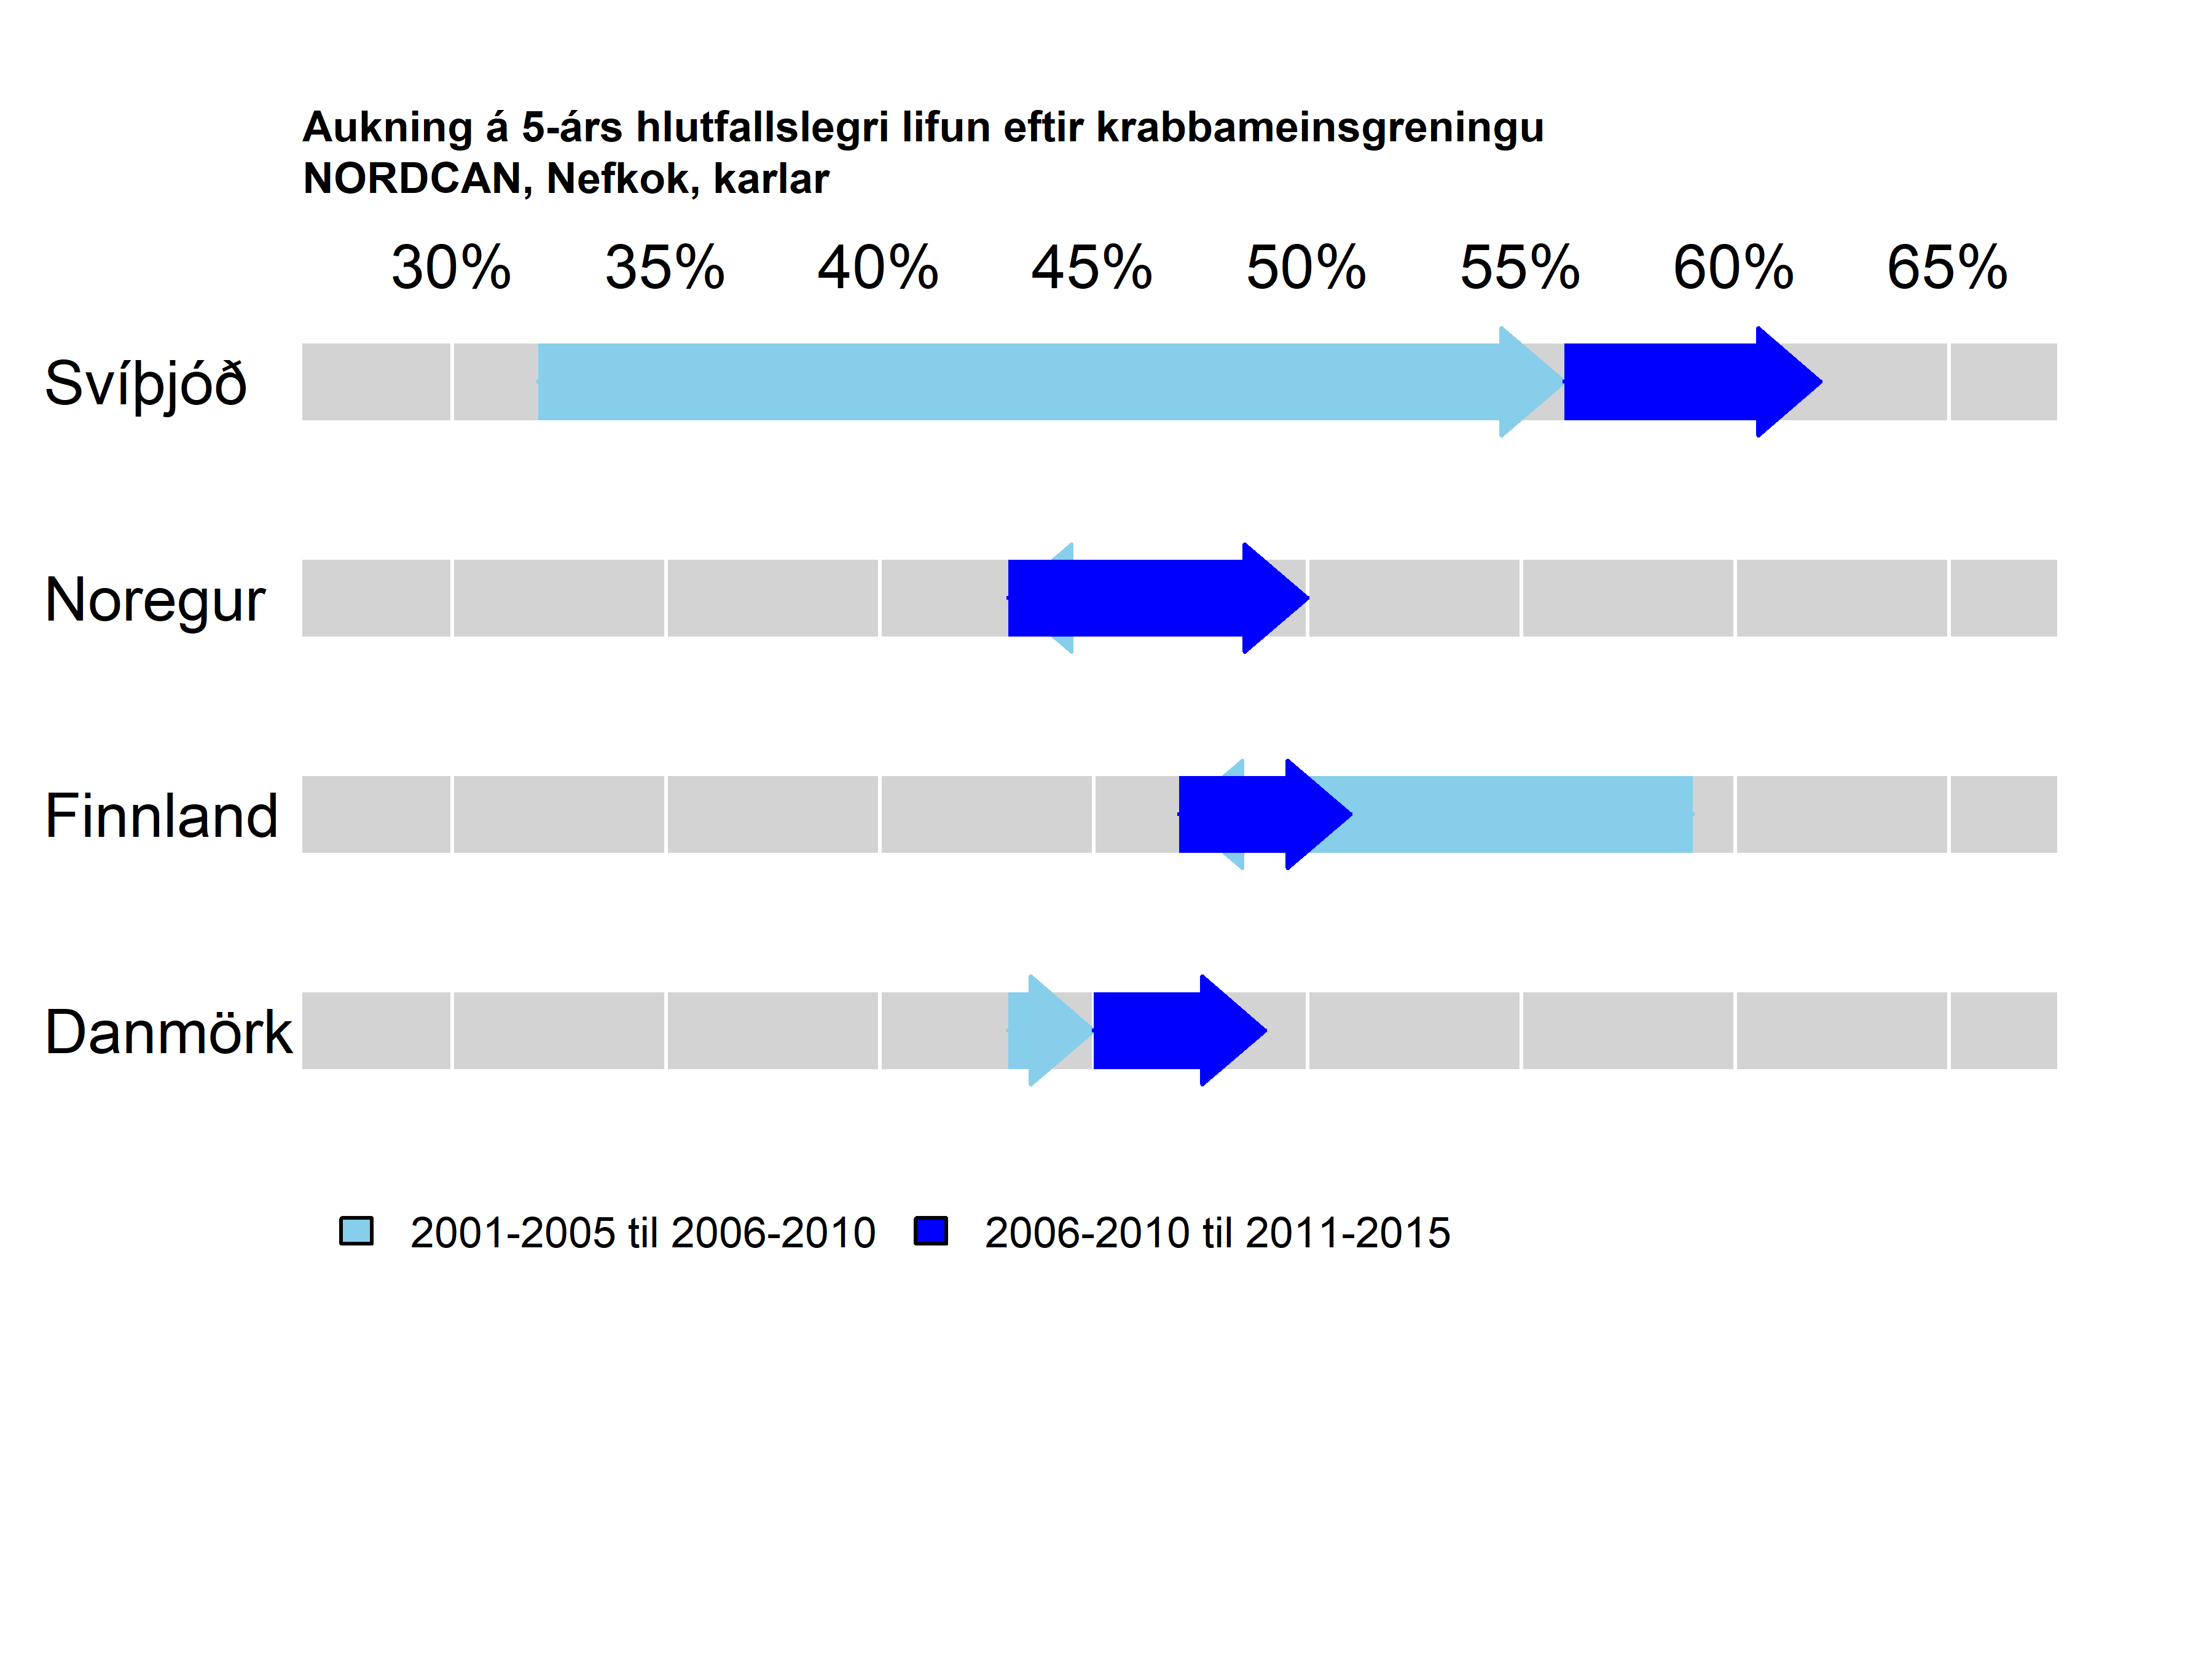 Aukning á 5-árs hlutfallslegri lifun eftir krabbameinsgreningu
NORDCAN, Nefkok, karlar
30% 35% 40% 45% 50% 55% 60% 65%
Svíþjóð
Noregur
Finnland
Danmörk
2001-2005 til 2006-2010 2006-2010 til 2011-2015